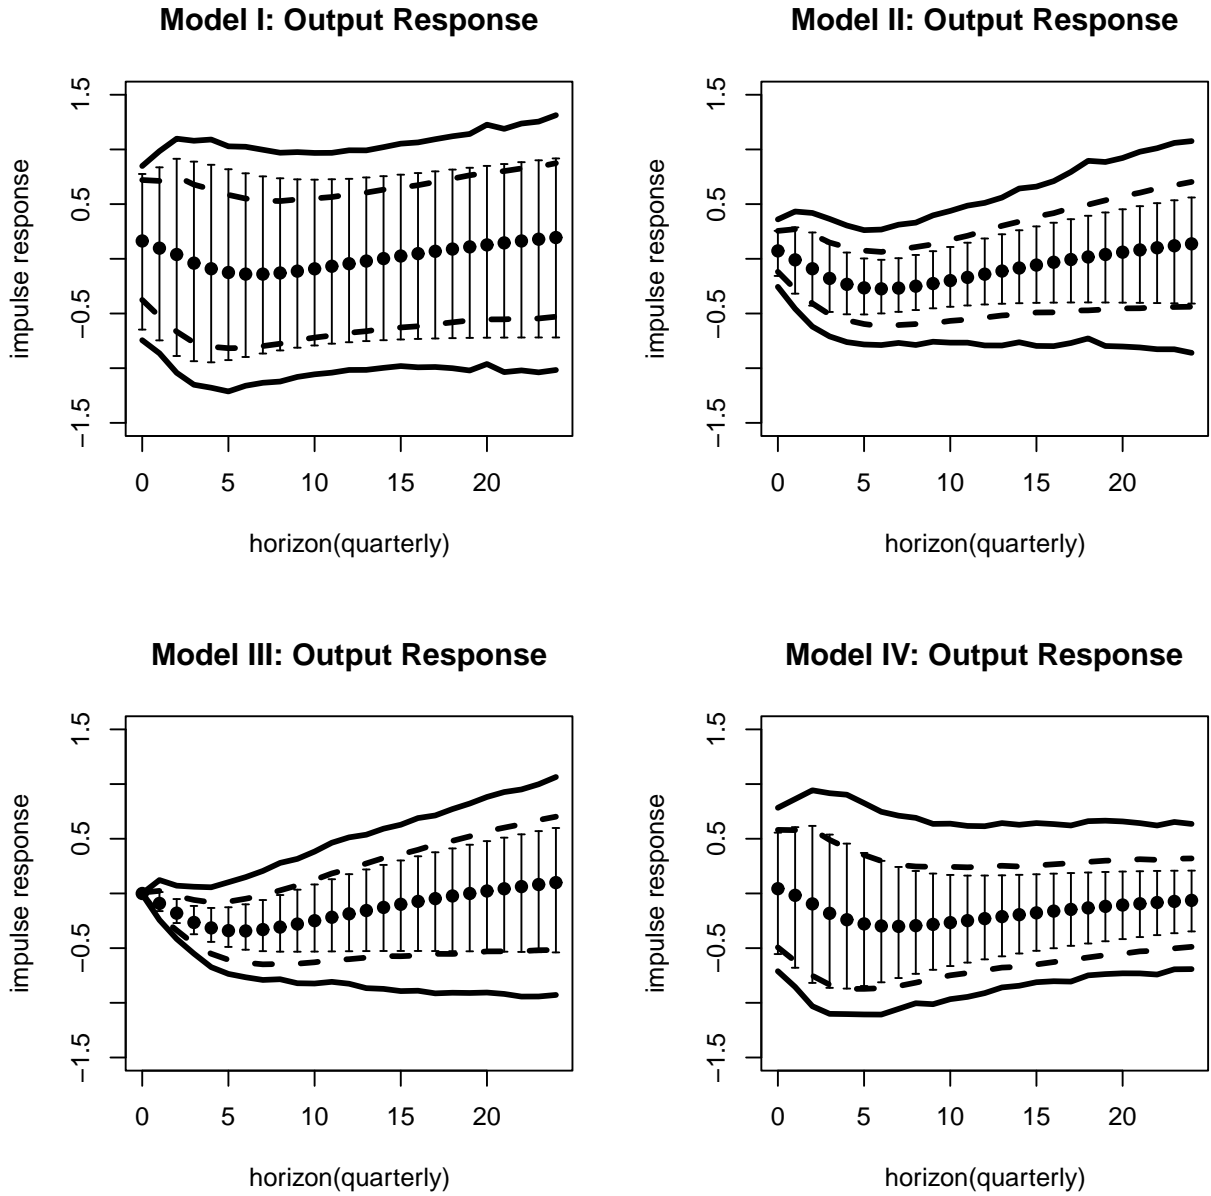 Model I: Output Response
impulse response
1.5
0.5
−0.5
−1.5
0 5 10 15 20
horizon(quarterly)
Model II: Output Response
impulse response
1.5
0.5
−0.5
−1.5
0 5 10 15 20
horizon(quarterly)
Model III: Output Response
impulse response
1.5
0.5
−0.5
−1.5
0 5 10 15 20
horizon(quarterly)
Model IV: Output Response
impulse response
1.5
0.5
−0.5
−1.5
0 5 10 15 20
horizon(quarterly)